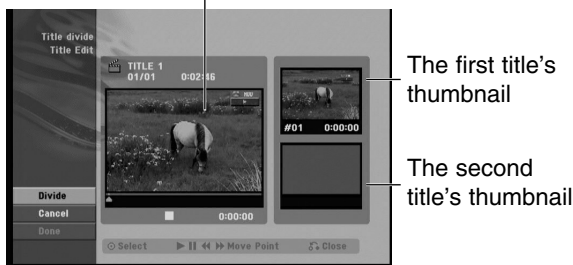 Title divide
Title Edit
TITLE 1
01/01 0:02:46
#01 0:00:00
Divide
Cancel
Done
0:00:00
Select Move Point Close
The first title's
thumbnail
The second
title's thumbnail